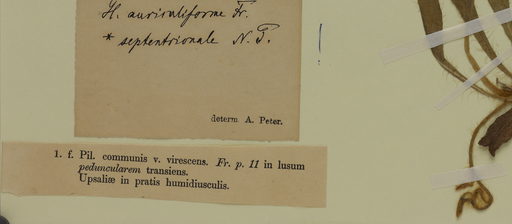 H. auriculiforme Fr.
* septentrionale N. P.
!
determ A. Peter.
1. f. Pil. communis v. virescens. Fr. p. 11 in lusum
peduncularem transiens.
Upsaliæ in pratis humidiusculis.